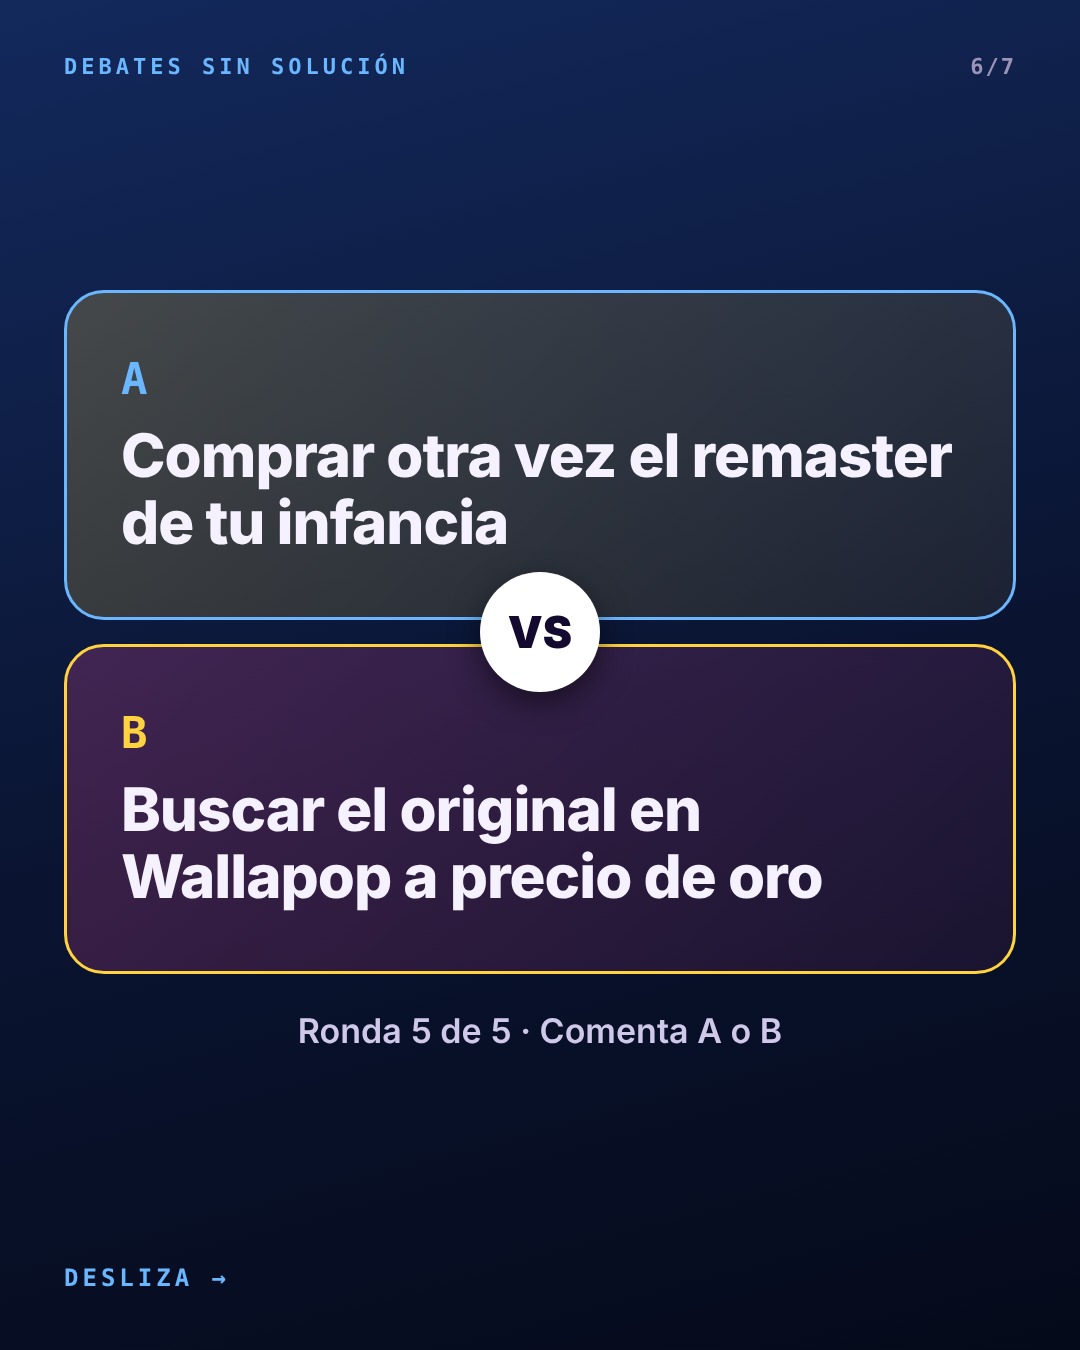 DEBATES SIN SOLUCIÓN
6/7
A
Comprar otra vez el remaster
de tu infancia
VS
B
Buscar el original en
Wallapop a precio de oro
Ronda 5 de 5 · Comenta A o B
DESLIZA →